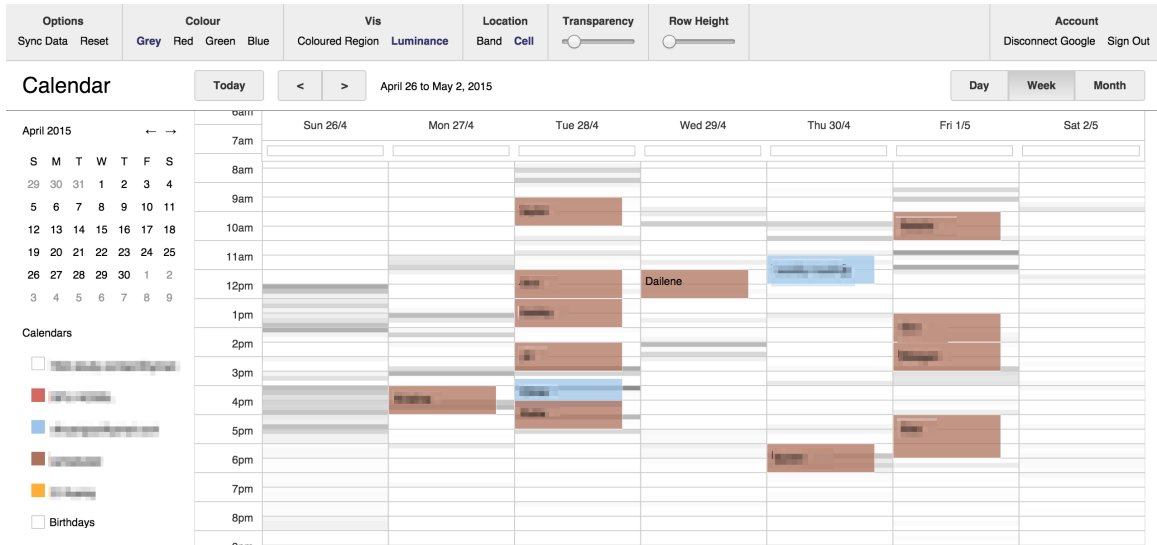 Options Colour Vis Location Transparency Row Height Account
Sync Data Reset Grey Red Green Blue Coloured Region Luminance Band Cell Disconnect Google Sign Out
Calendar Today < > April 26 to May 2, 2015 Day Week Month
April 2015 ← →
S M T W T F S
29 30 31 1 2 3 4
5 6 7 8 9 10 11
12 13 14 15 16 17 18
19 20 21 22 23 24 25
26 27 28 29 30 1 2
3 4 5 6 7 8 9
Calendars
Birthdays
Sun 26/4 Mon 27/4 Tue 28/4 Wed 29/4 Thu 30/4 Fri 1/5 Sat 2/5
6am
7am
8am
9am
10am
11am
Dailene
12pm
1pm
2pm
3pm
4pm
5pm
6pm
7pm
8pm